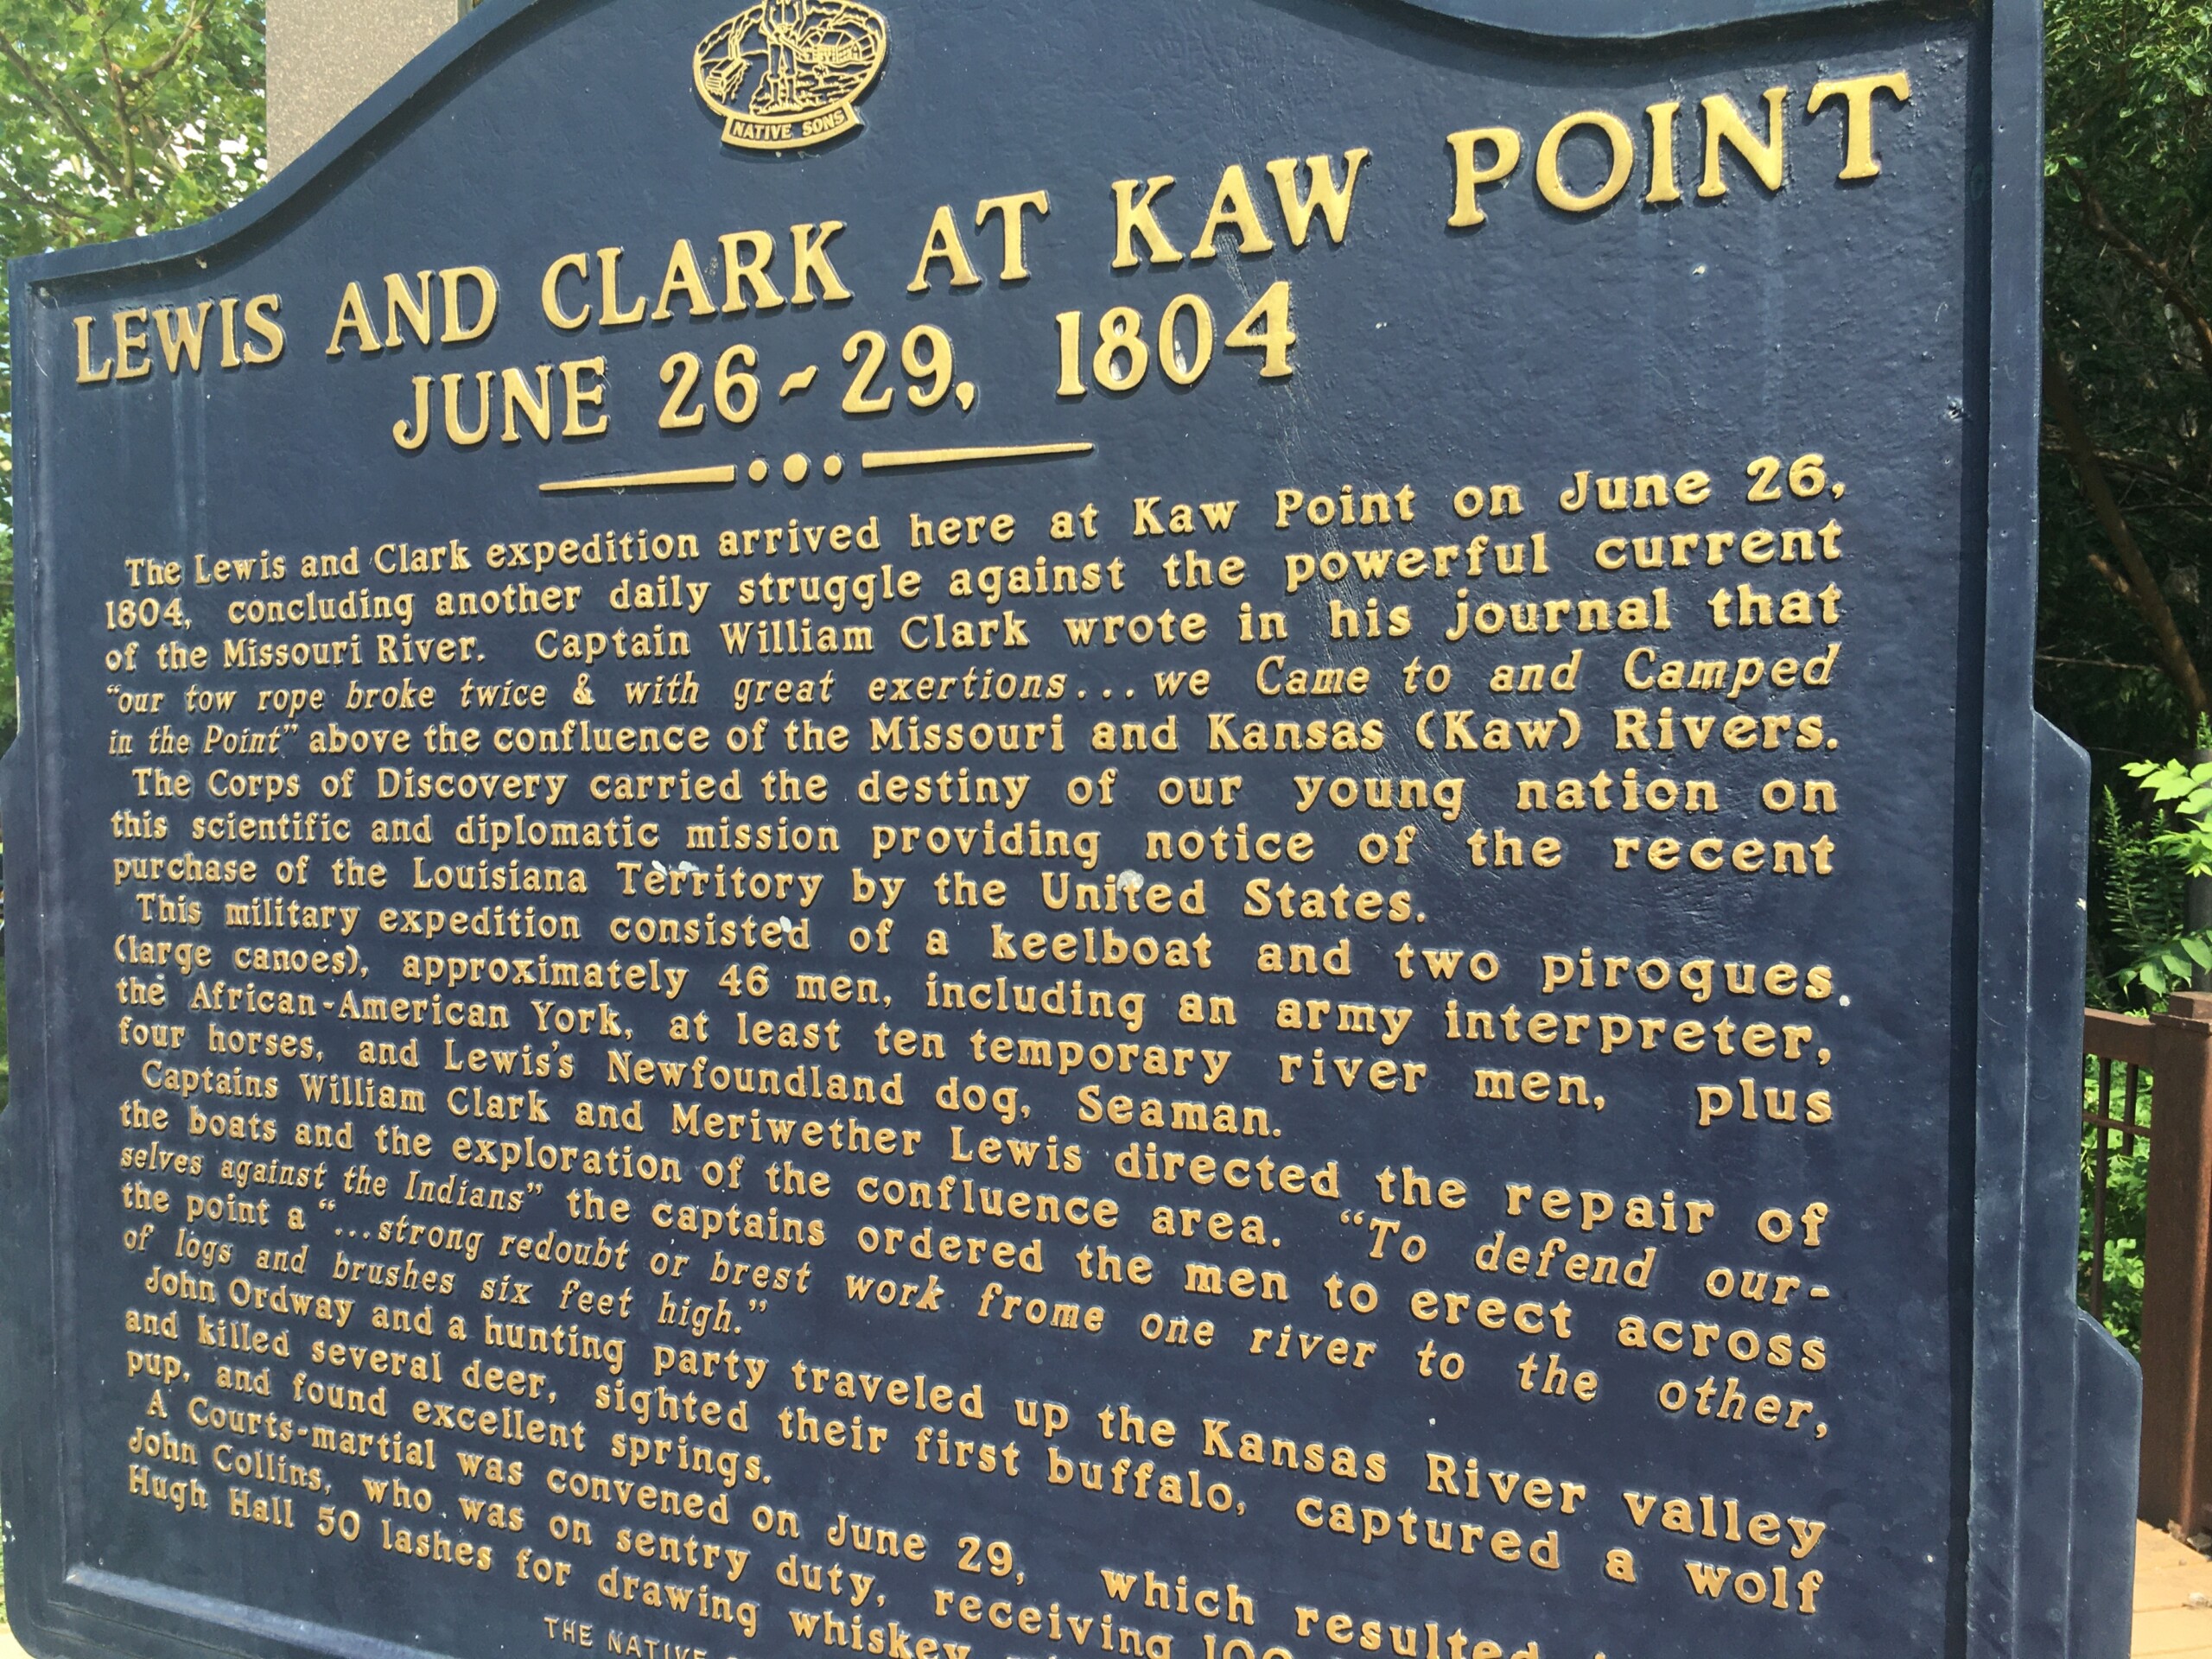 NATIVE SONS
LEWIS AND CLARK AT KAW POINT
JUNE 26~29, 1804
The Lewis and Clark expedition arrived here at Kaw Point on June 26,
1804, concluding another daily struggle against the powerful current
of the Missouri River. Captain William Clark wrote in his journal that
“our tow rope broke twice & with great exertions...we Came to and Camped
in the Point” above the confluence of the Missouri and Kansas (Kaw) Rivers.
The Corps of Discovery carried the destiny of our young nation on
this scientific and diplomatic mission providing notice of the recent
purchase of the Louisiana Territory by the United States.
This military expedition consisted of a keelboat and two pirogues
(large canoes), approximately 46 men, including an army interpreter,
the African-American York, at least ten temporary river men, plus
four horses, and Lewis's Newfoundland dog, Seaman.
Captains William Clark and Meriwether Lewis directed the repair of
the boats and the exploration of the confluence area. “To defend our-
selves against the Indians” the captains ordered the men to erect across
the point a “...strong redoubt or brest work frome one river to the other,
of logs and brushes six feet high.”
John Ordway and a hunting party traveled up the Kansas River valley
and killed several deer, sighted their first buffalo, captured a wolf
pup, and found excellent springs.
A Courts-martial was convened on June 29, which resulted
John Collins, who was on sentry duty, receiving 100
Hugh Hall 50 lashes for drawing whiskey
THE NATIVE